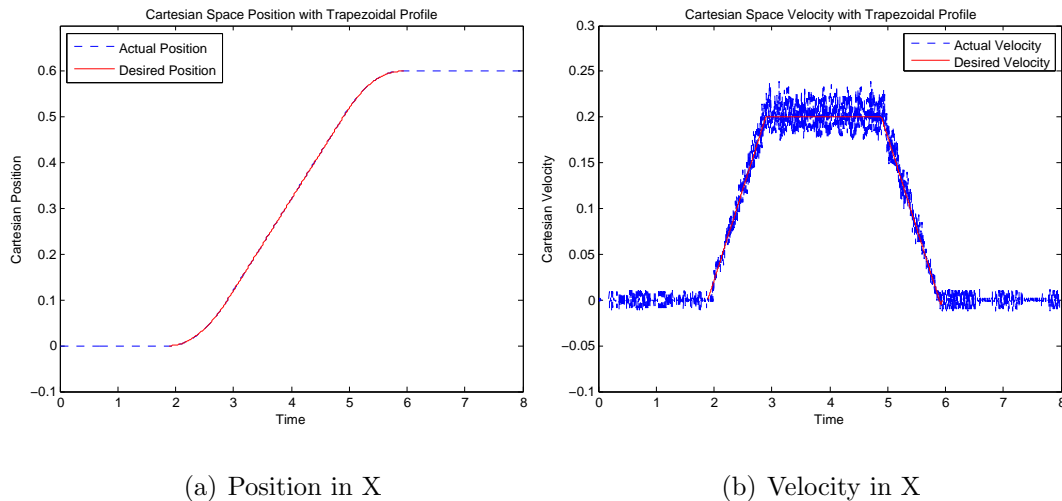 Cartesian Space Position with Trapezoidal Profile
Actual Position
Desired Position
Cartesian Position
0.6
0.5
0.4
0.3
0.2
0.1
0
−0.1
0 1 2 3 4 5 6 7 8
Time
(a) Position in X
Cartesian Space Velocity with Trapezoidal Profile
Actual Velocity
Desired Velocity
Cartesian Velocity
0.3
0.25
0.2
0.15
0.1
0.05
0
−0.05
−0.1
0 1 2 3 4 5 6 7 8
Time
(b) Velocity in X